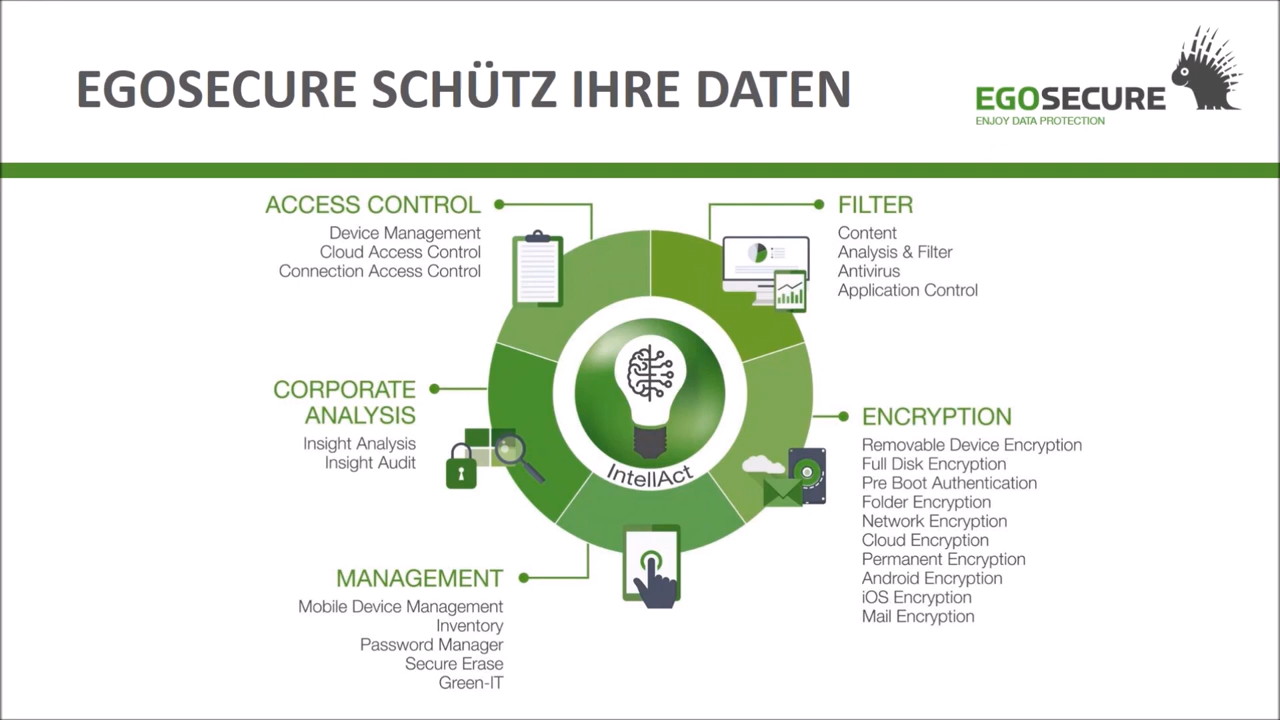 EGOSECURE SCHÜTZ IHRE DATEN
EGOSECURE
ENJOY DATA PROTECTION
ACCESS CONTROL
Device Management
Cloud Access Control
Connection Access Control
FILTER
Content
Analysis & Filter
Antivirus
Application Control
CORPORATE
ANALYSIS
Insight Analysis
Insight Audit
IntellAct
ENCRYPTION
Removable Device Encryption
Full Disk Encryption
Pre Boot Authentication
Folder Encryption
Network Encryption
Cloud Encryption
Permanent Encryption
Android Encryption
iOS Encryption
Mail Encryption
MANAGEMENT
Mobile Device Management
Inventory
Password Manager
Secure Erase
Green-IT